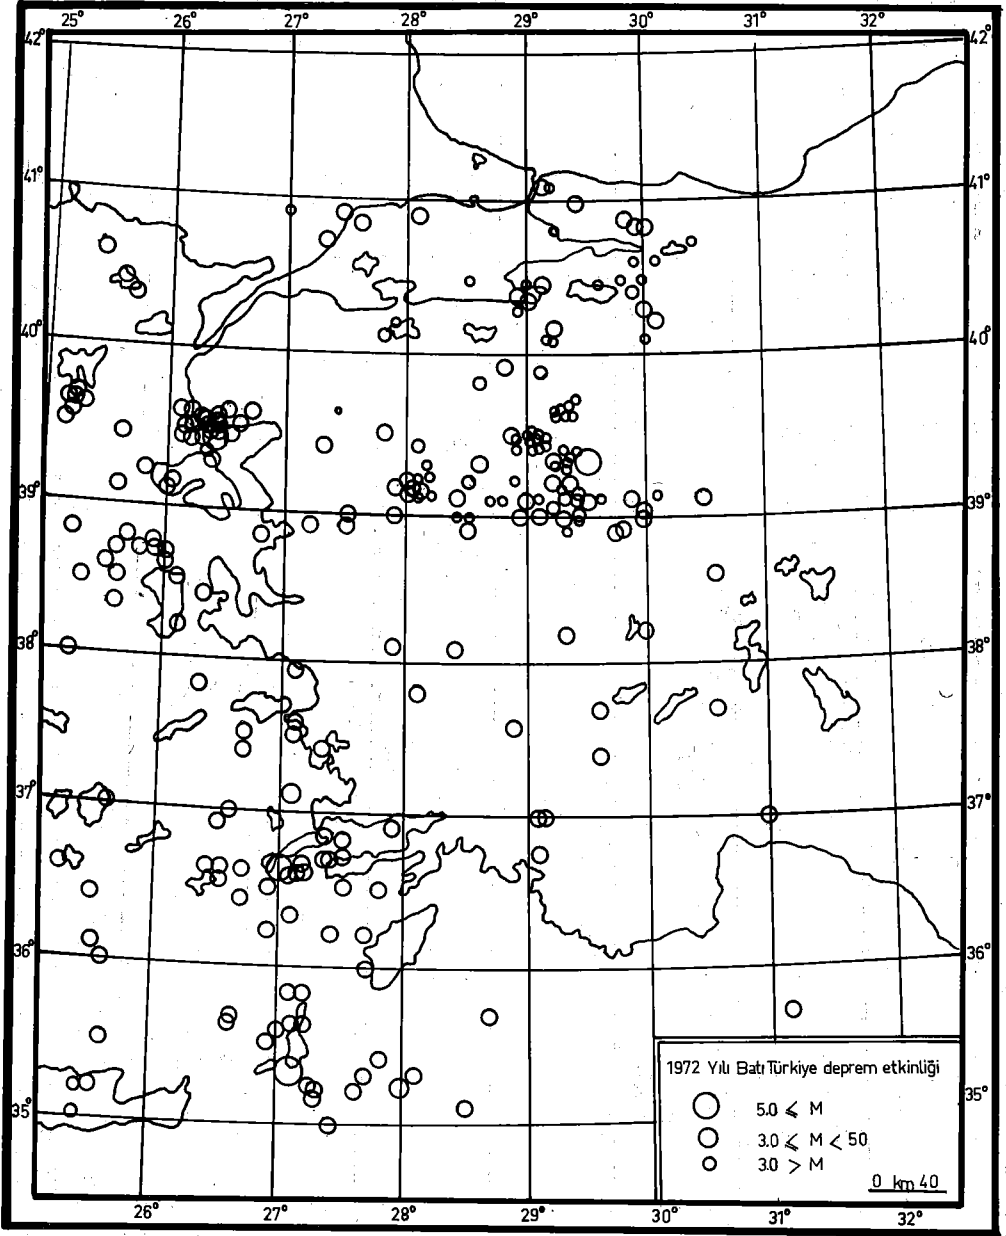 25° 26° 27° 28° 29° 30° 31° 32°
42° 42°
41° 41°
40° 40°
39° 39°
38° 38°
37° 37°
36° 36°
35° 35°
1972 Yılı Batı Türkiye deprem etkinliği
5.0 ⩽ M
3.0 ⩽ M < 50
3.0 > M
0 km 40
26° 27° 28° 29° 30° 31° 32°